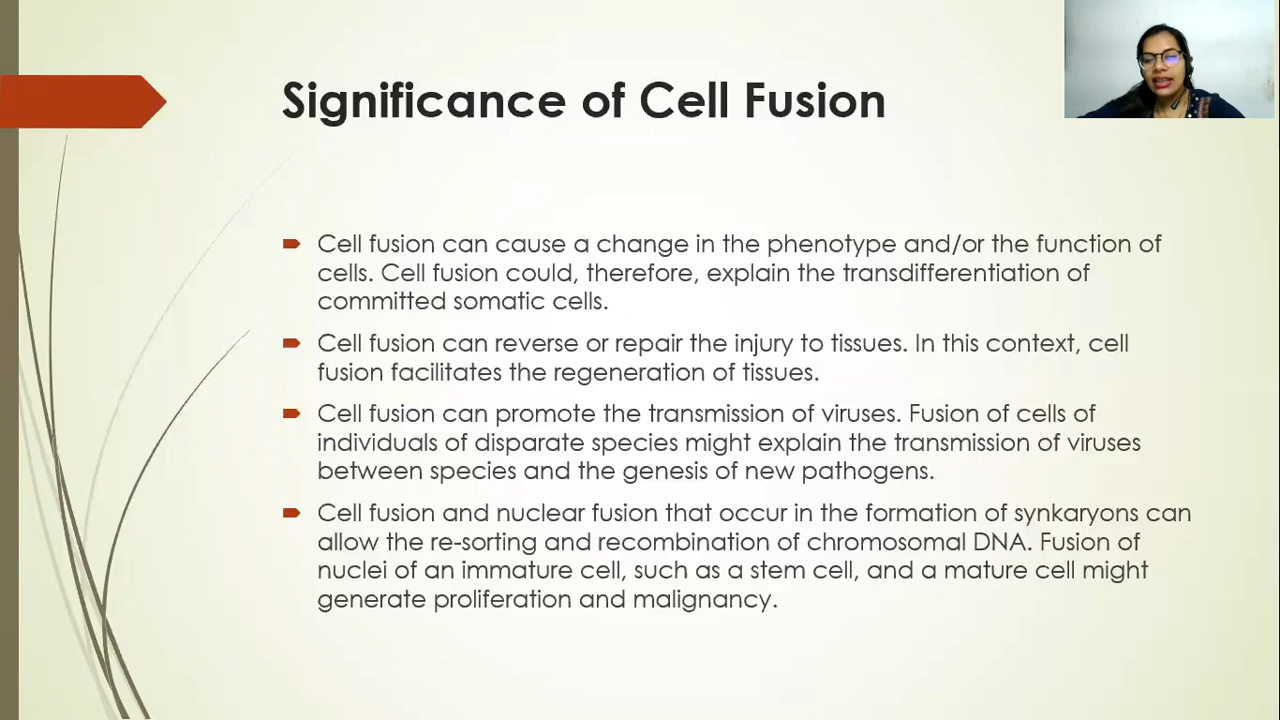 Significance of Cell Fusion
Cell fusion can cause a change in the phenotype and/or the function of
cells. Cell fusion could, therefore, explain the transdifferentiation of
committed somatic cells.
Cell fusion can reverse or repair the injury to tissues. In this context, cell
fusion facilitates the regeneration of tissues.
Cell fusion can promote the transmission of viruses. Fusion of cells of
individuals of disparate species might explain the transmission of viruses
between species and the genesis of new pathogens.
Cell fusion and nuclear fusion that occur in the formation of synkaryons can
allow the re-sorting and recombination of chromosomal DNA. Fusion of
nuclei of an immature cell, such as a stem cell, and a mature cell might
generate proliferation and malignancy.